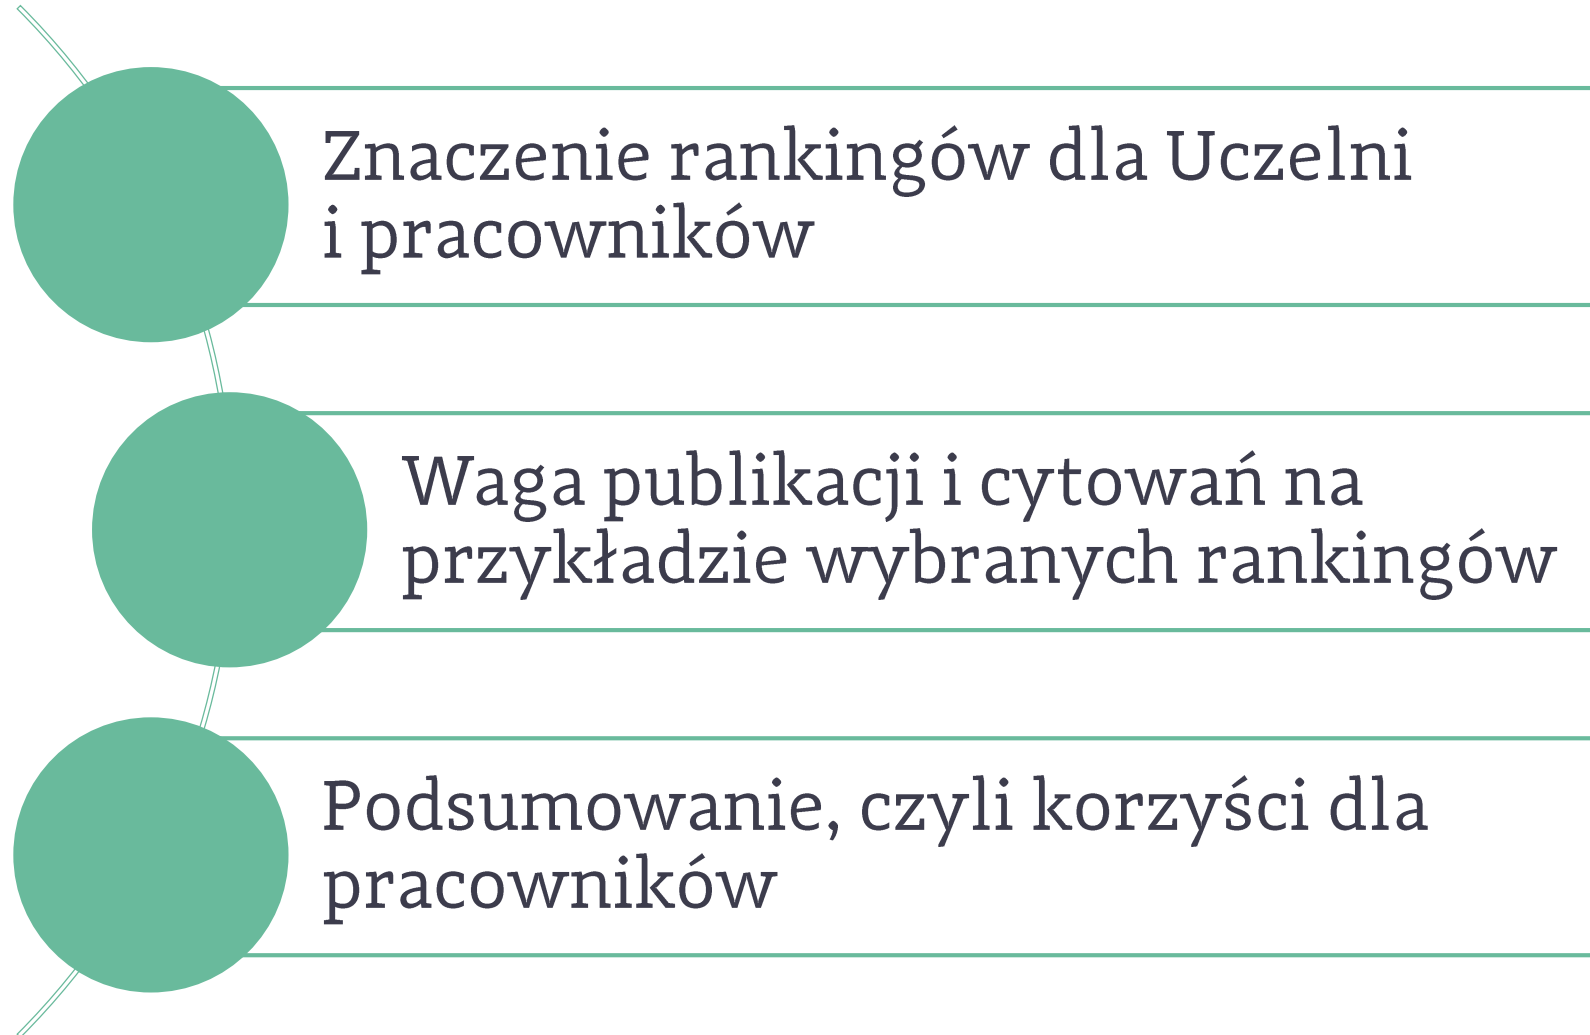 Znaczenie rankingów dla Uczelni
i pracowników
Waga publikacji i cytowań na
przykładzie wybranych rankingów
Podsumowanie, czyli korzyści dla
pracowników